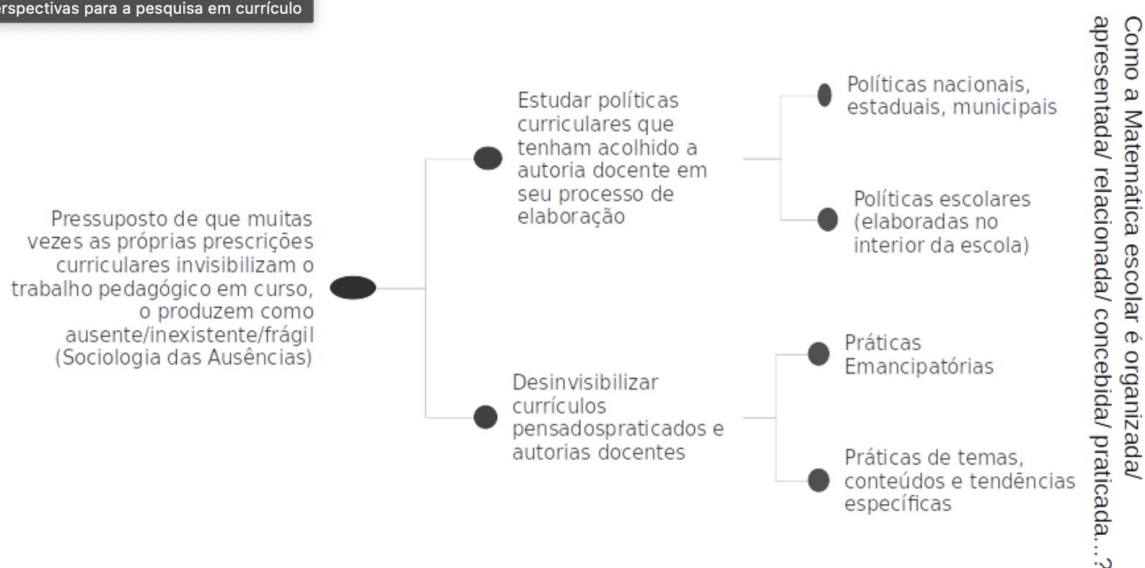 erspectivas para a pesquisa em currículo
Pressuposto de que muitas
vezes as próprias prescrições
curriculares invisibilizam o
trabalho pedagógico em curso,
o produzem como
ausente/inexistente/frágil
(Sociologia das Ausências)
Estudar políticas
curriculares que
tenham acolhido a
autoria docente em
seu processo de
elaboração
Políticas nacionais,
estaduais, municipais
Políticas escolares
(elaboradas no
interior da escola)
Desinvisibilizar
currículos
pensadospraticados e
autorias docentes
Práticas
Emancipatórias
Práticas de temas,
conteúdos e tendências
específicas
Como a Matemática escolar é organizada/
apresentada/ relacionada/ concebida/ praticada...?